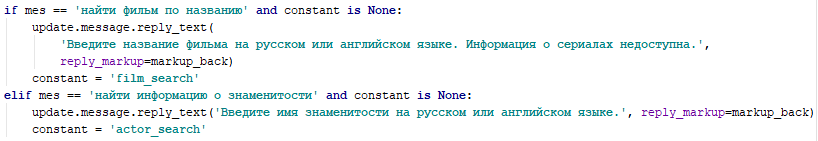 if mes == 'найти фильм по названию' and constant is None:
update.message.reply_text(
'Введите название фильма на русском или английском языке. Информация о сериалах недоступна.',
reply_markup=markup_back)
constant = 'film_search'
elif mes == 'найти информацию о знаменитости' and constant is None:
update.message.reply_text('Введите имя знаменитости на русском или английском языке.', reply_markup=markup_back)
constant = 'actor_search'